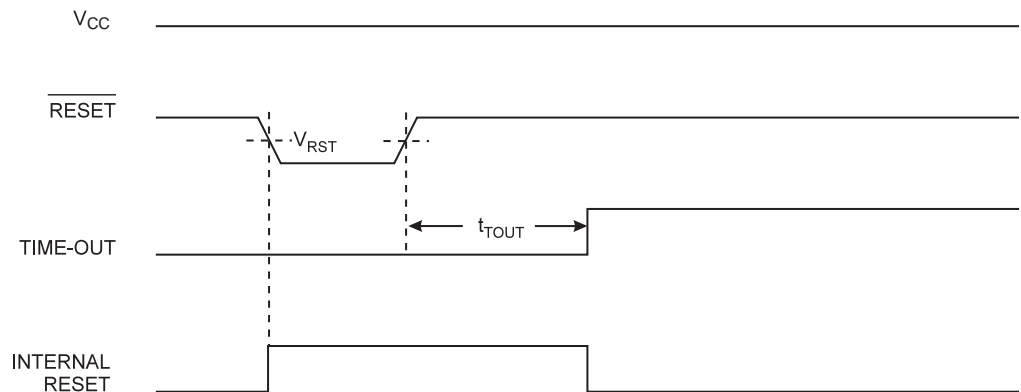 VCC
RESET
VRST
tTOUT
TIME-OUT
INTERNAL
RESET